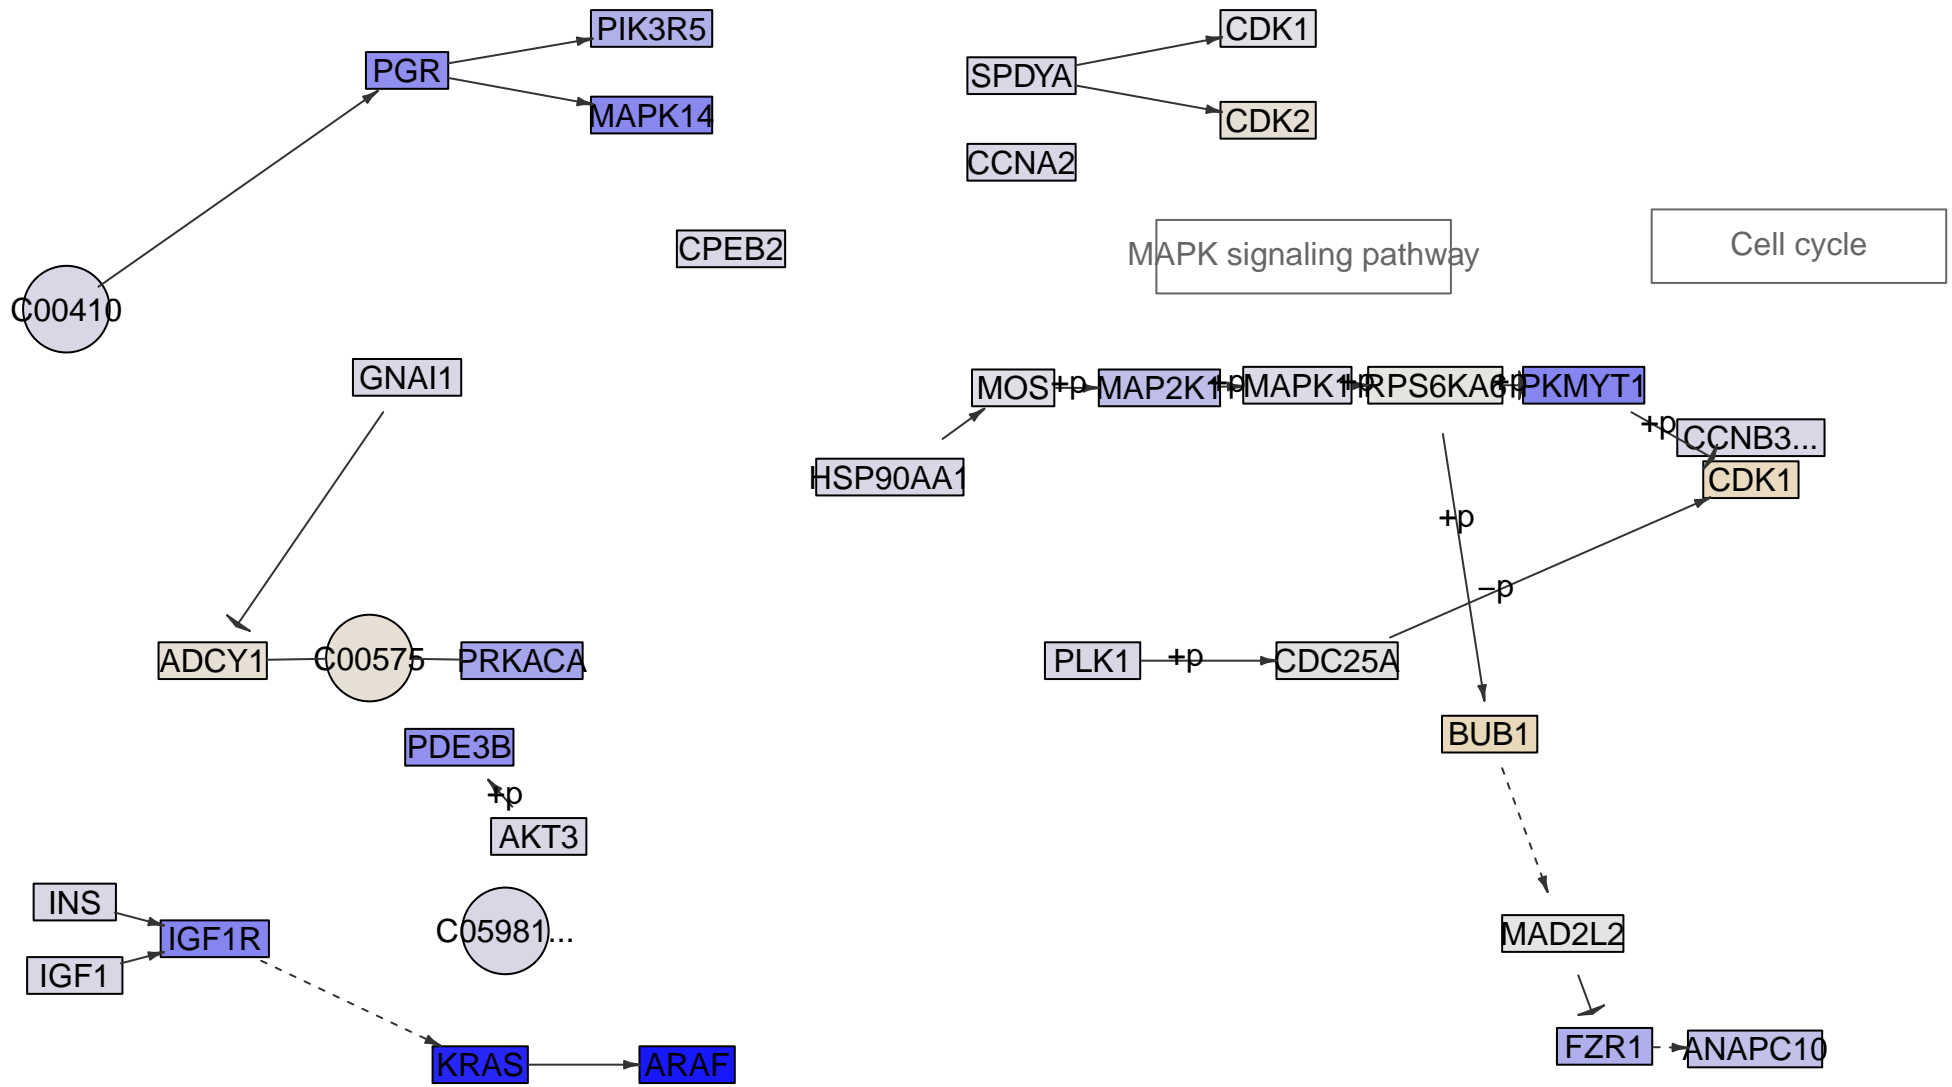 PIK3R5
CDK1
PGR
SPDYA
MAPK14
CDK2
CCNA2
CPEB2
MAPK signaling pathway
Cell cycle
C00410
GNAI1
MOS
+p
MAP2K1
+p
MAPK1
+p
RPS6KA6
+p
PKMYT1
+p
CCNB3...
HSP90AA1
CDK1
+p
−p
ADCY1
C00575
PRKACA
PLK1
+p
CDC25A
PDE3B
BUB1
+p
AKT3
INS
IGF1R
C05981...
MAD2L2
IGF1
KRAS
ARAF
FZR1
ANAPC10